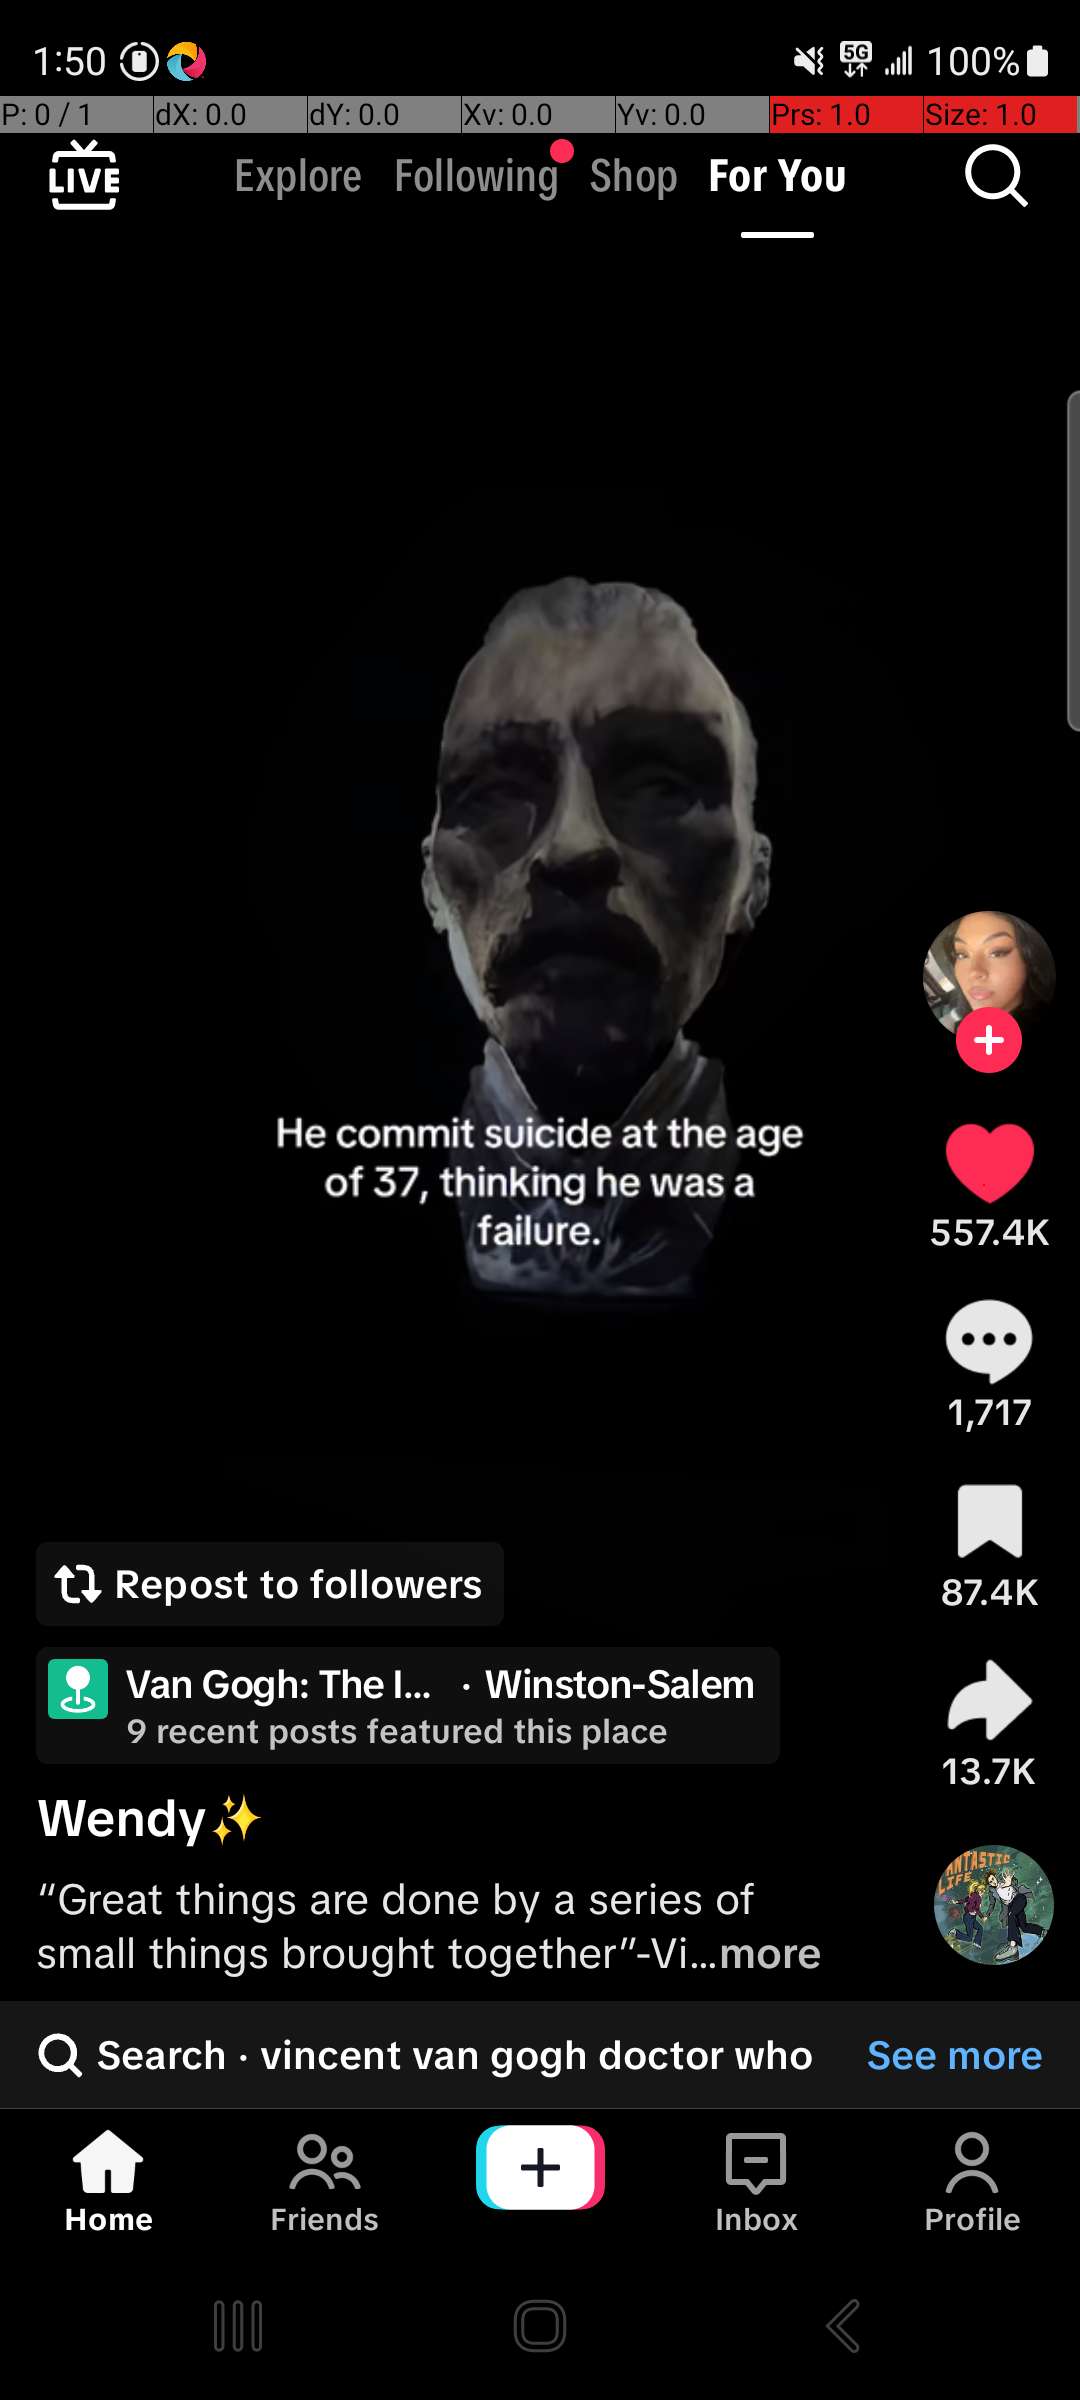 1:50 5G 100%
P: 0 / 1 dX: 0.0 dY: 0.0 Xv: 0.0 Yv: 0.0 Prs: 1.0 Size: 1.0
LIVE Explore Following Shop For You
He commit suicide at the age
of 37, thinking he was a
failure.
557.4K
1,717
87.4K
13.7K
Repost to followers
Van Gogh: The I... · Winston-Salem
9 recent posts featured this place
Wendy✨
“Great things are done by a series of
small things brought together”-Vi...more
ANTASTIC
LIFE
Search · vincent van gogh doctor who See more
Home Friends Inbox Profile